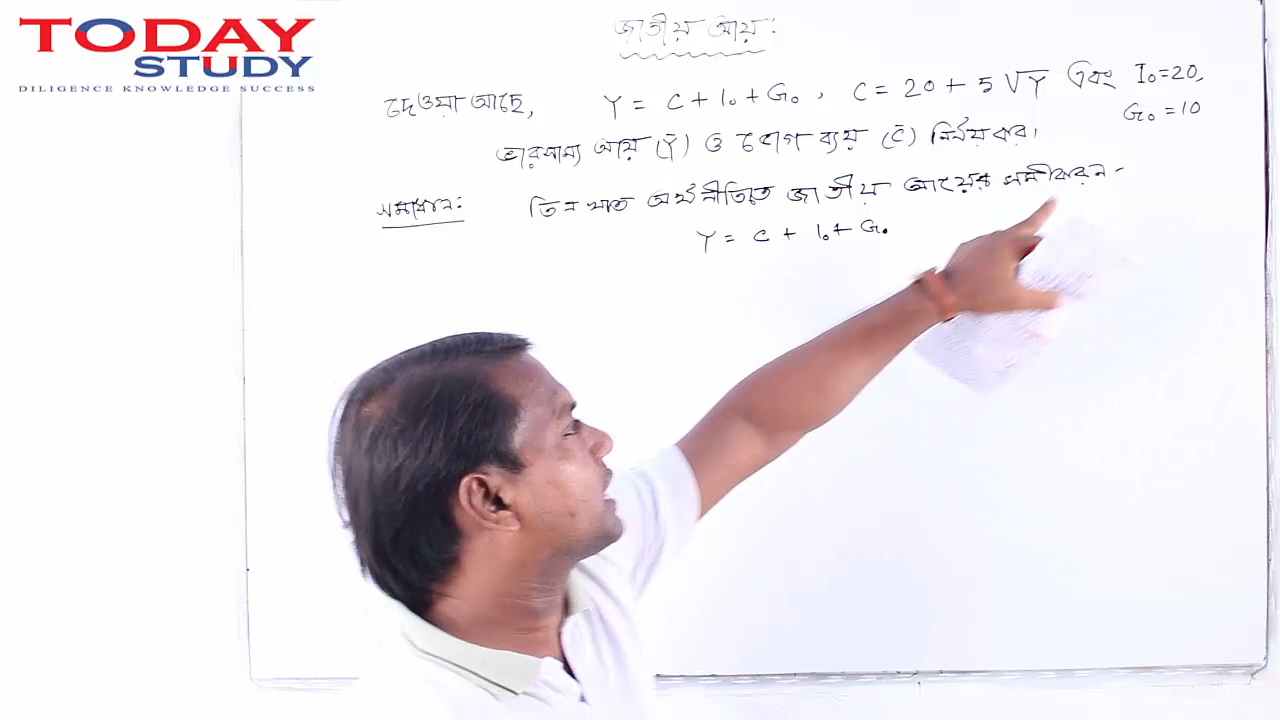 TODAY
STUDY
DILIGENCE KNOWLEDGE SUCCESS
জাতীয় আয়:
দেওয়া আছে, Y = C + I₀ + G₀, C = 20 + 5√Y এবং I₀=20,
G₀ =10
ভারসাম্য আয় (Ȳ) ও ভোগ ব্যয় (C̄) নির্ণয় কর।
সমাধান: তিন খাত অর্থনীতিতে জাতীয় আয়ের সমীকরন -
Y = C + I₀ + G₀